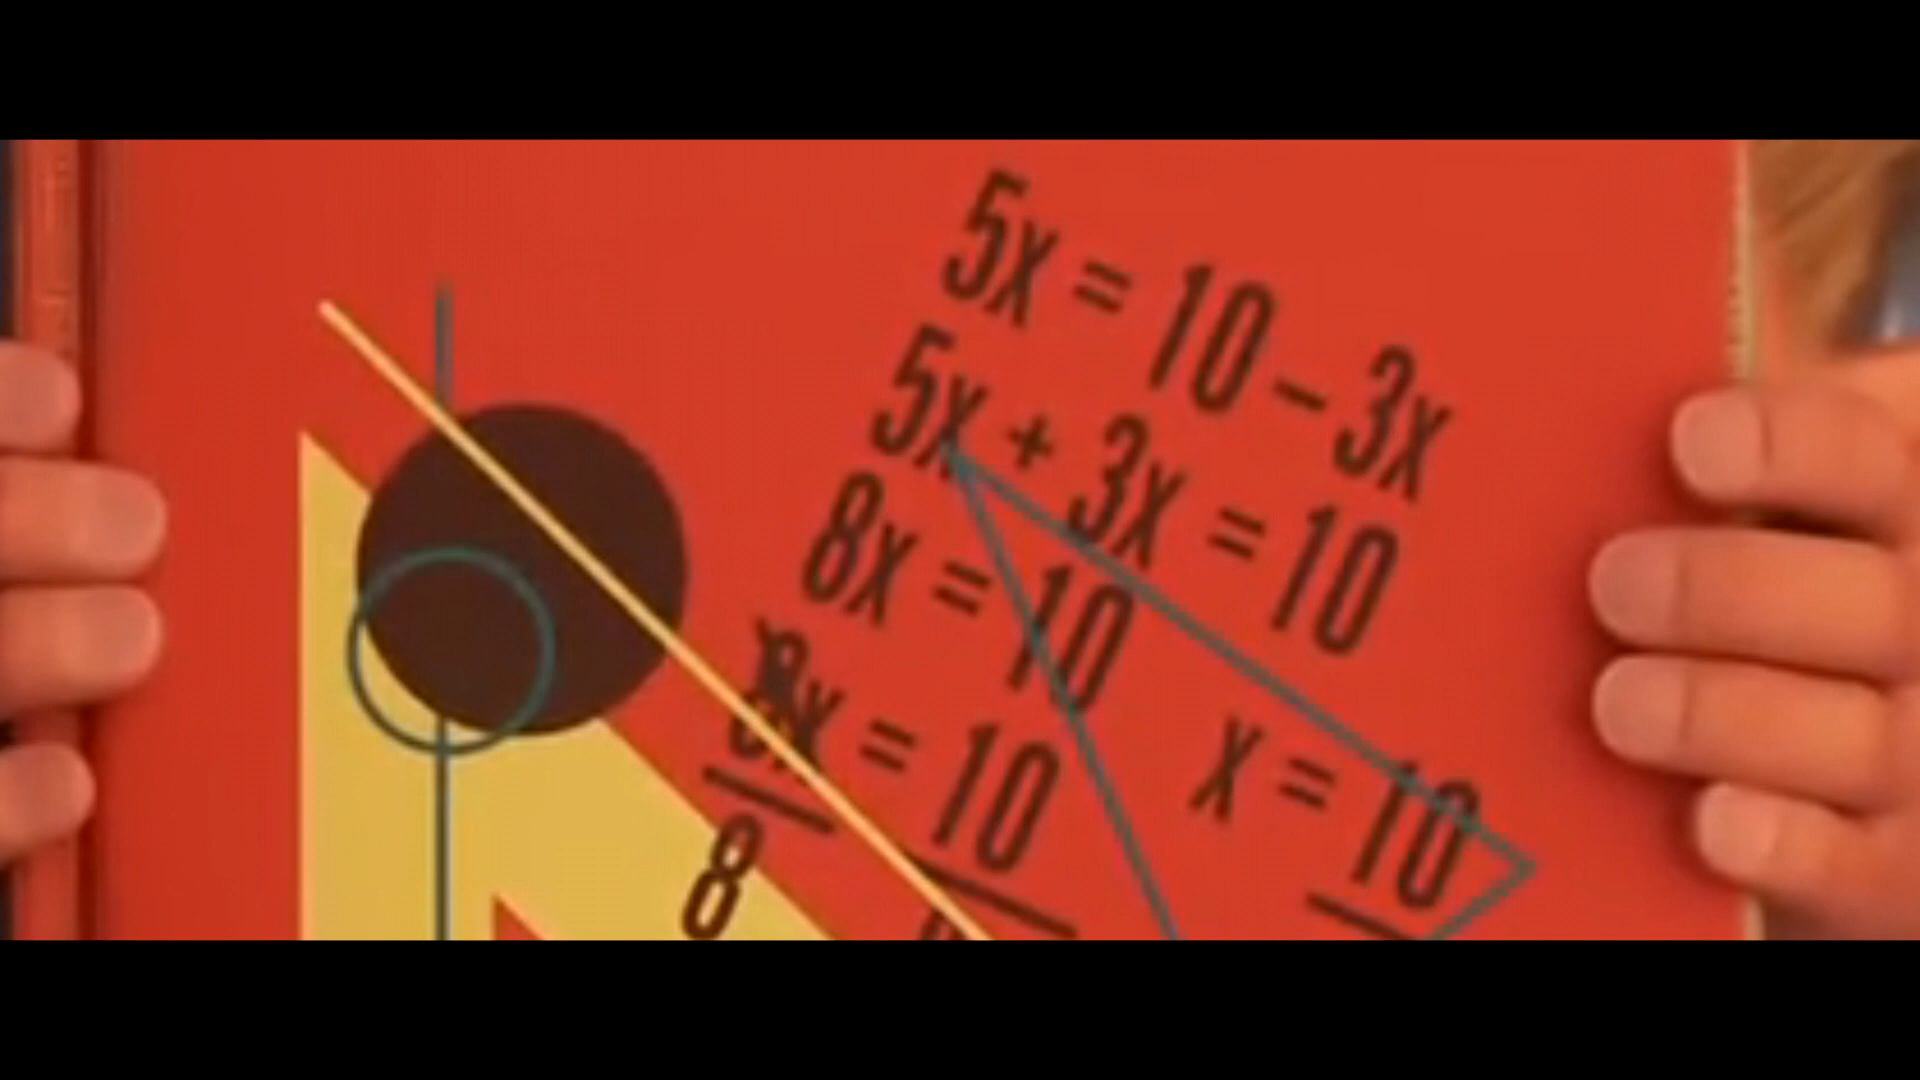 5x = 10 - 3x
5x + 3x = 10
8x = 10
8x = 10
8
x = 10